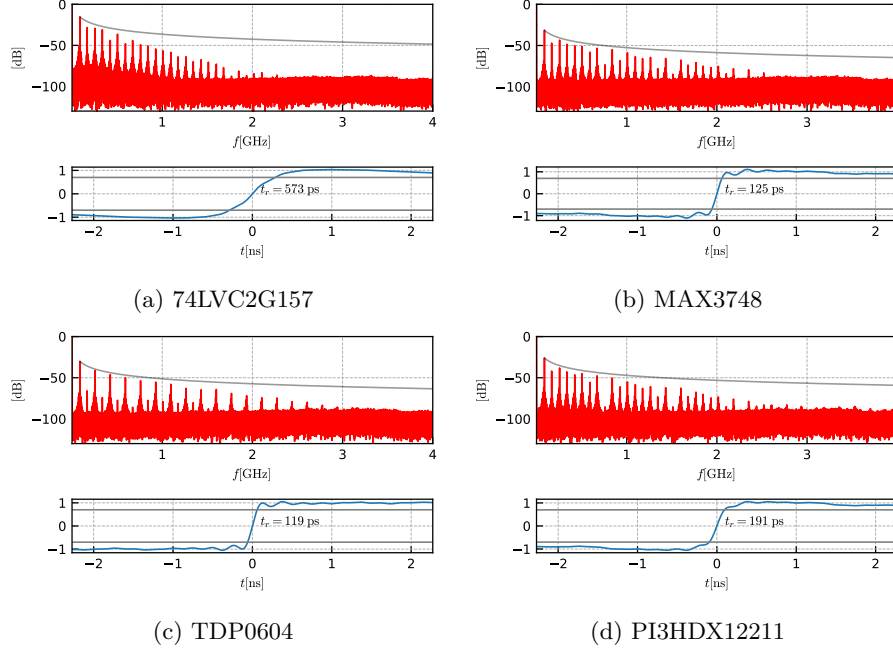 0
0
−50
−50
[dB]
[dB]
−100
−100
1
2
3
4
1
2
3
f[GHz]
f[GHz]
1
0
−1
t_r = 573 ps
1
0
−1
t_r = 125 ps
−2
−1
0
1
2
−2
−1
0
1
2
t[ns]
t[ns]
(a) 74LVC2G157
(b) MAX3748
0
0
−50
−50
[dB]
[dB]
−100
−100
1
2
3
4
1
2
3
f[GHz]
f[GHz]
1
0
−1
t_r = 119 ps
1
0
−1
t_r = 191 ps
−2
−1
0
1
2
−2
−1
0
1
2
t[ns]
t[ns]
(c) TDP0604
(d) PI3HDX12211